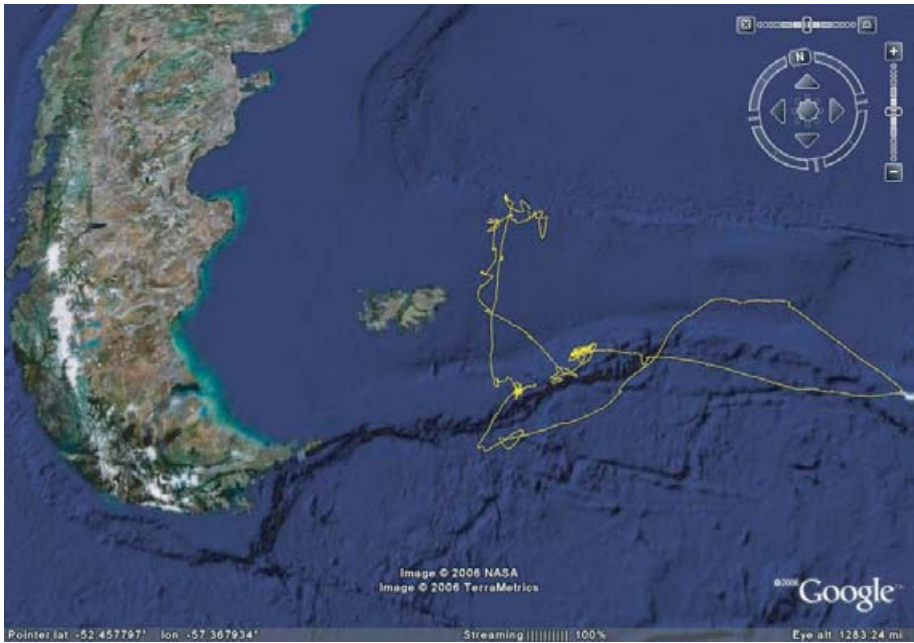 N
Image © 2006 NASA
Image © 2006 TerraMetrics
©2006 Google™
Pointer lat -52.457797° lon -57.367934° Streaming |||||||||| 100% Eye alt 1283.24 mi